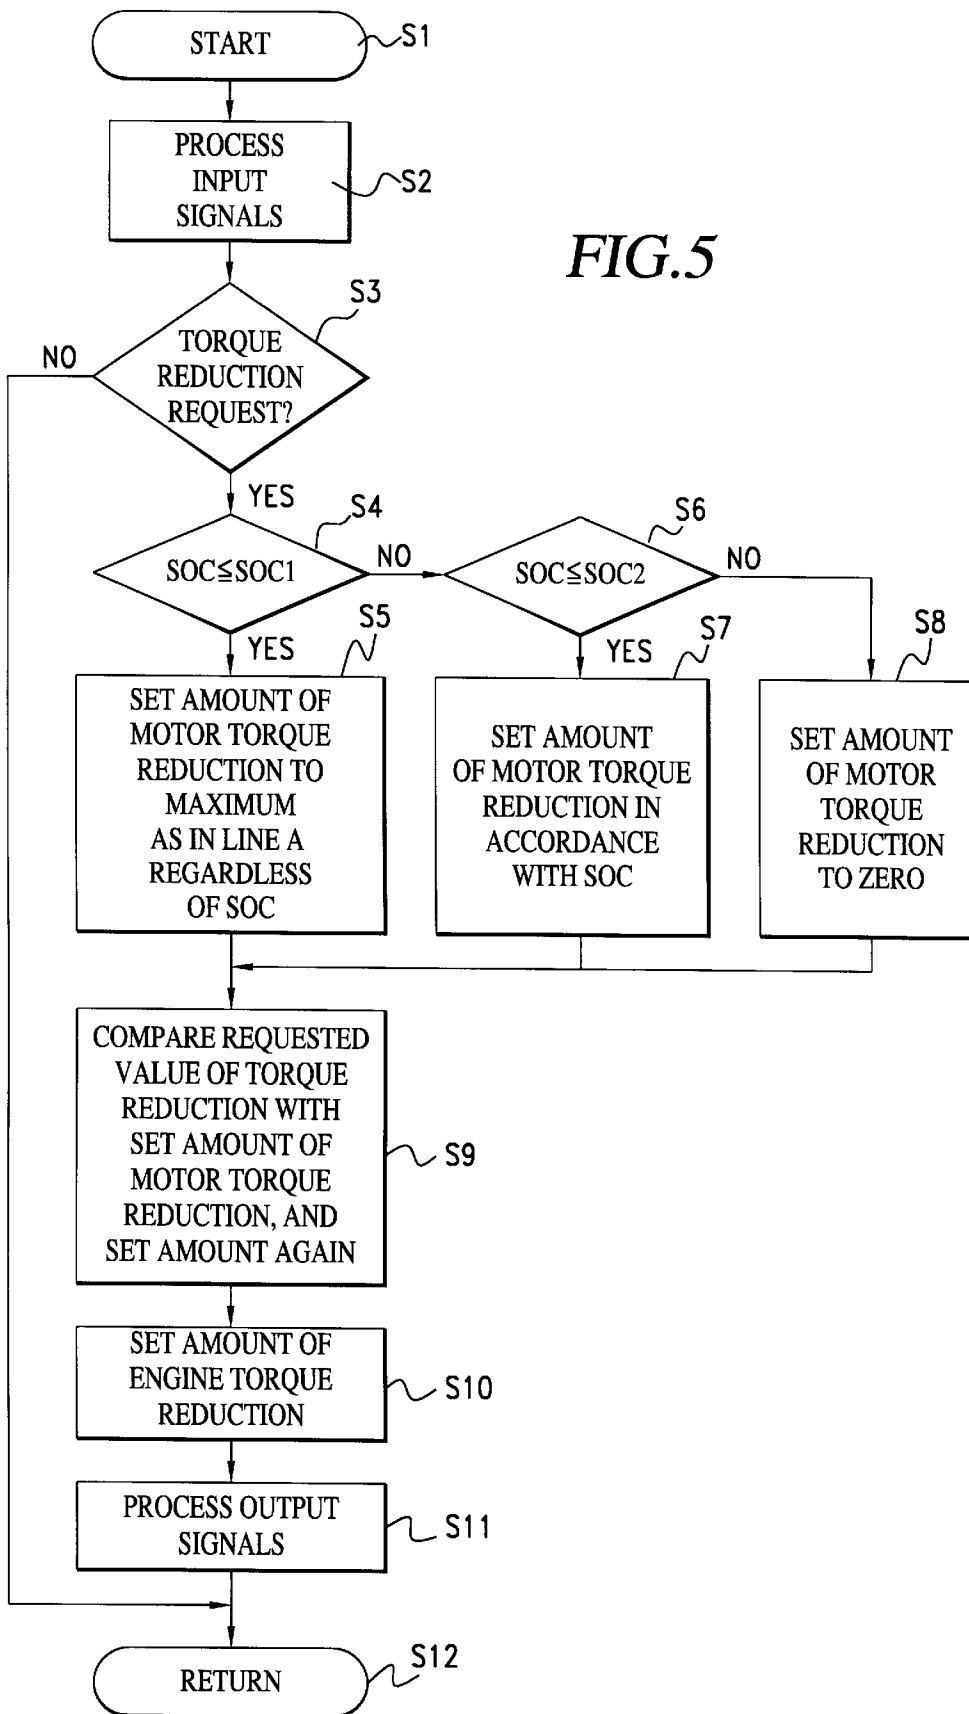 START
S1
PROCESS
INPUT
SIGNALS
S2
FIG.5
S3
TORQUE
REDUCTION
REQUEST?
NO
YES
S4
SOC≦SOC1
NO
S6
SOC≦SOC2
NO
YES
S5
YES
S7
S8
SET AMOUNT OF
MOTOR TORQUE
REDUCTION TO
MAXIMUM
AS IN LINE A
REGARDLESS
OF SOC
SET AMOUNT
OF MOTOR TORQUE
REDUCTION IN
ACCORDANCE
WITH SOC
SET AMOUNT
OF MOTOR
TORQUE
REDUCTION
TO ZERO
COMPARE REQUESTED
VALUE OF TORQUE
REDUCTION WITH
SET AMOUNT OF
MOTOR TORQUE
REDUCTION, AND
SET AMOUNT AGAIN
S9
SET AMOUNT OF
ENGINE TORQUE
REDUCTION
S10
PROCESS OUTPUT
SIGNALS
S11
RETURN
S12